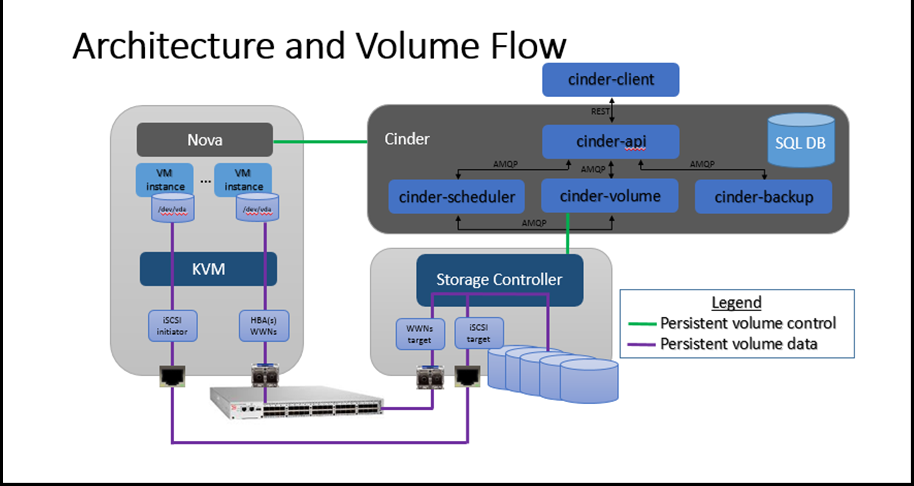 Architecture and Volume Flow
cinder-client
REST
Nova
Cinder
cinder-api
SQL DB
AMQP
AMQP
AMQP
VM
instance
...
VM
instance
/dev/vda
/dev/vda
cinder-scheduler
cinder-volume
cinder-backup
AMQP
KVM
Storage Controller
iSCSI
initiator
HBA(s)
WWNs
WWNs
target
iSCSI
target
Legend
Persistent volume control
Persistent volume data